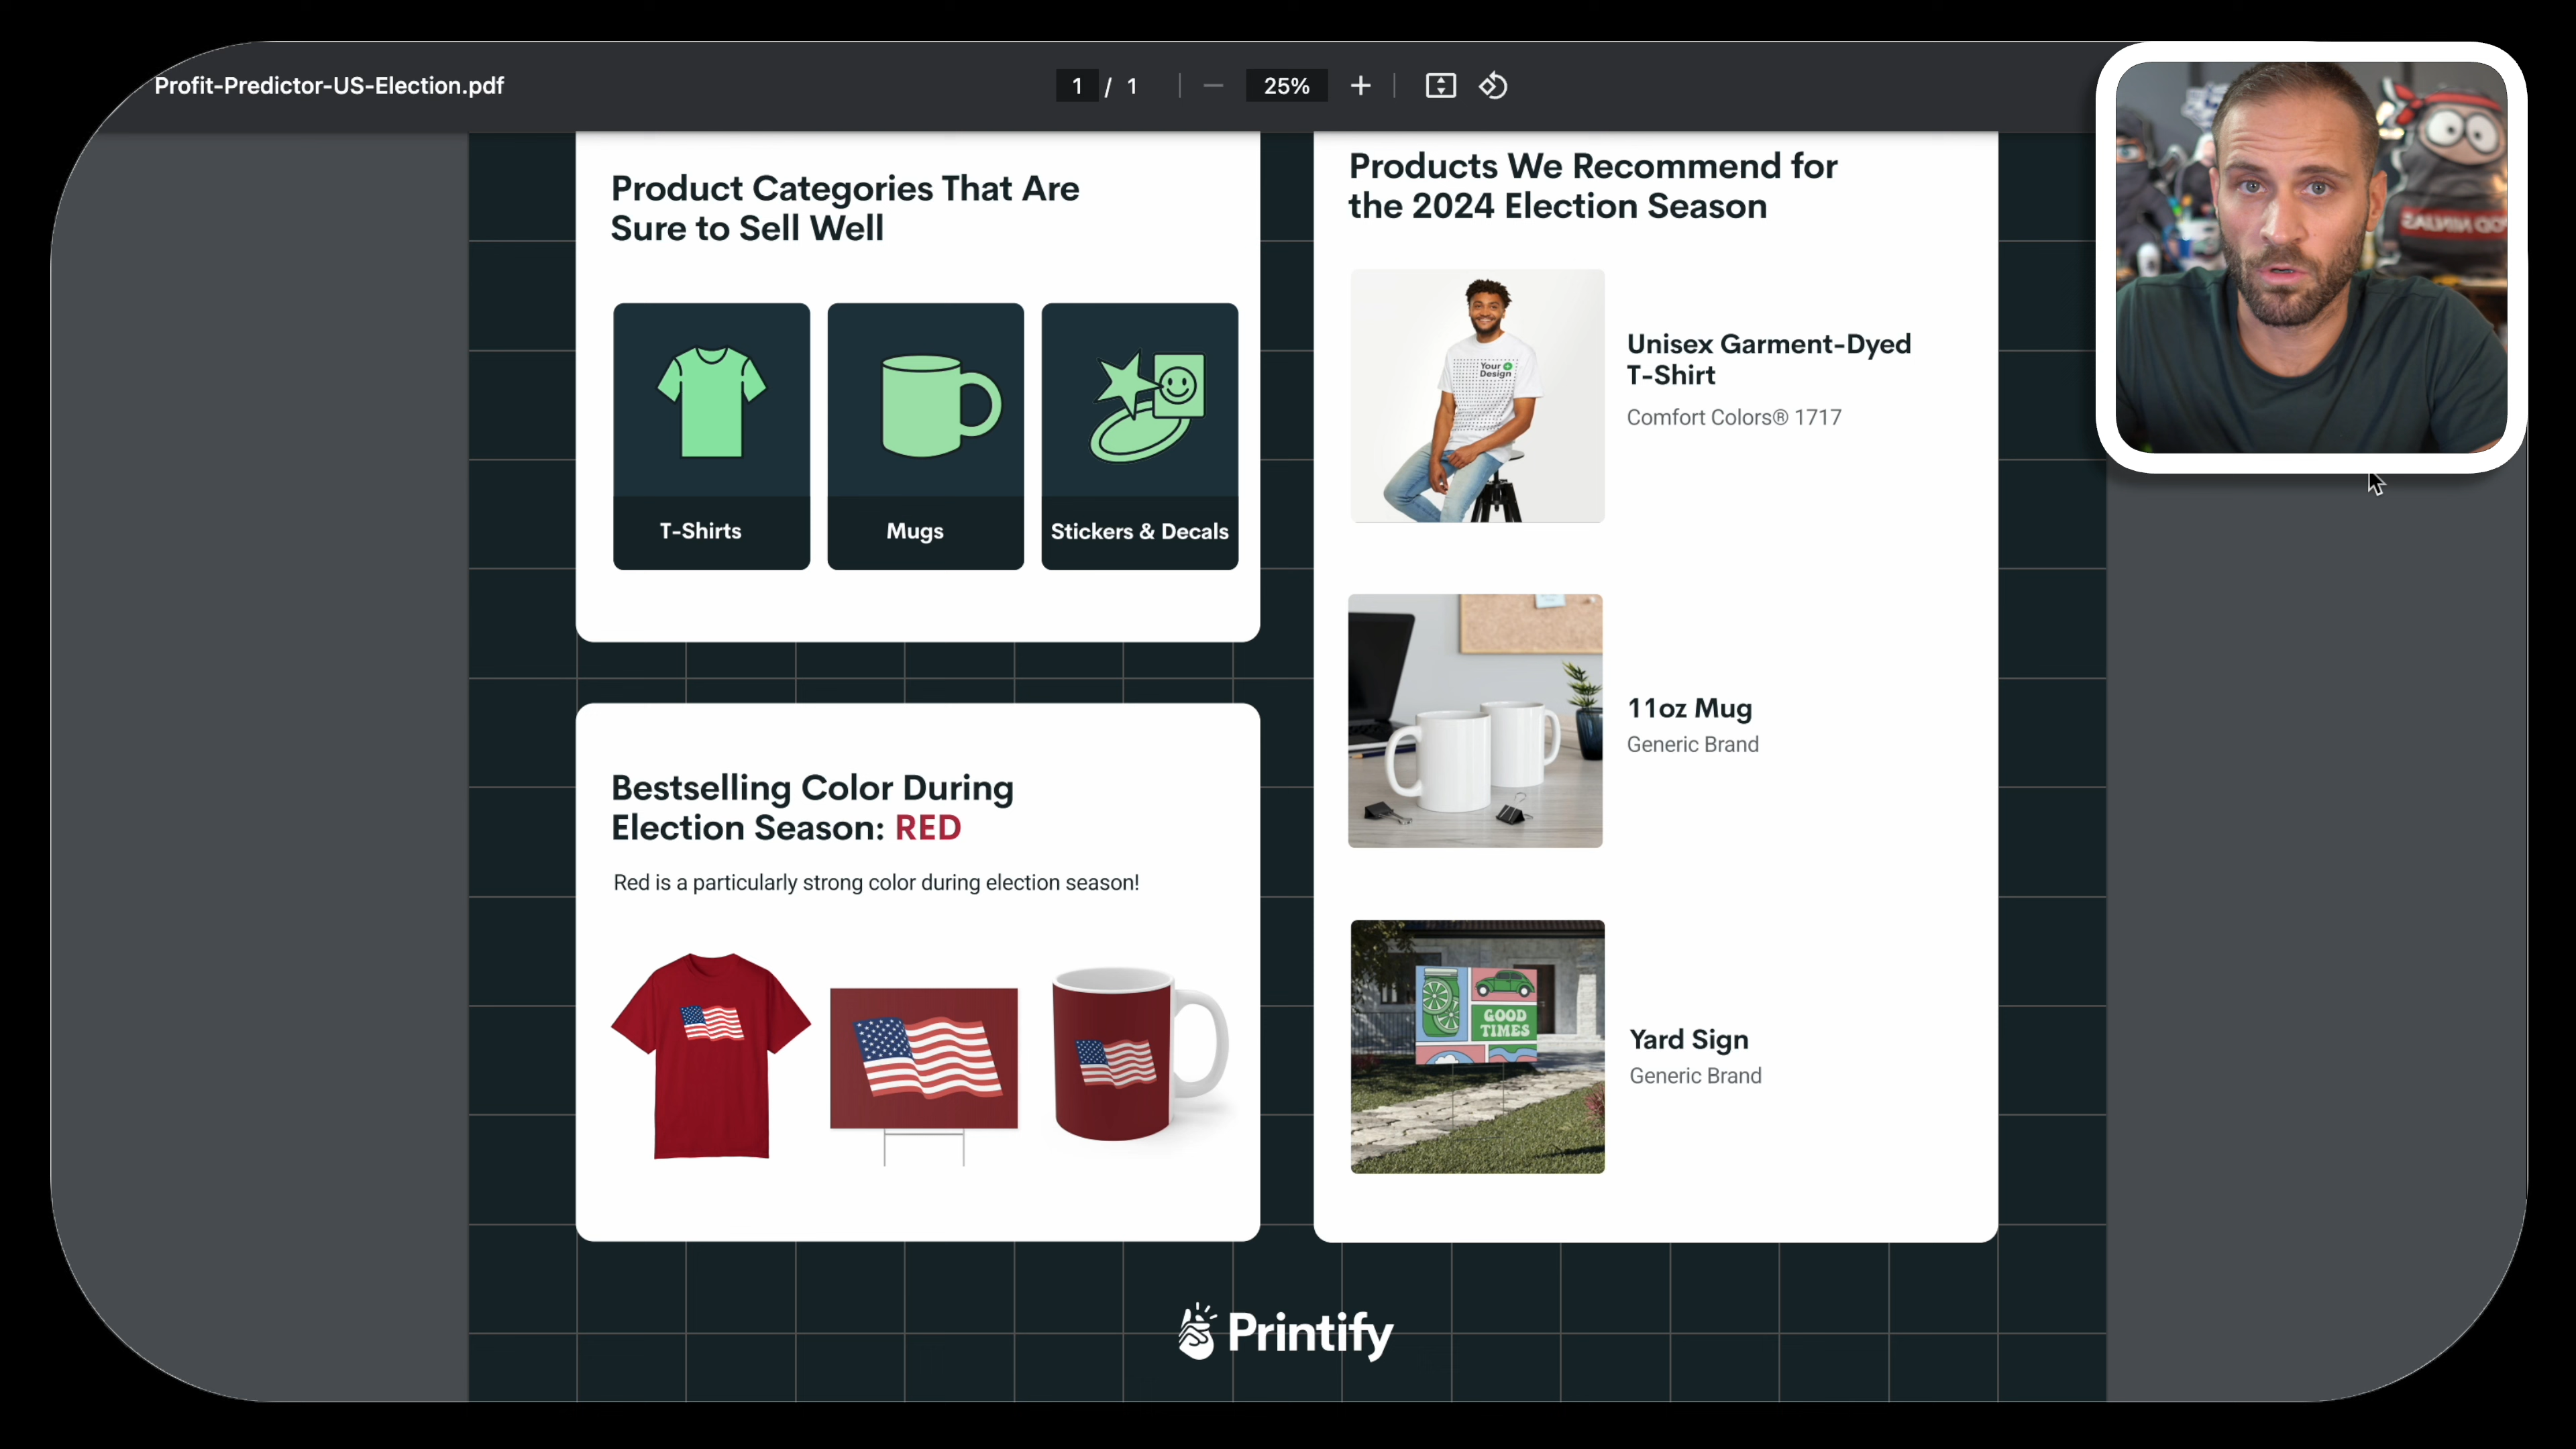 Profit-Predictor-US-Election.pdf
1 / 1
25%
Product Categories That Are
Sure to Sell Well
T-Shirts
Mugs
Stickers & Decals
Bestselling Color During
Election Season: RED
Red is a particularly strong color during election season!
Products We Recommend for
the 2024 Election Season
Your
Design
Unisex Garment-Dyed
T-Shirt
Comfort Colors® 1717
11oz Mug
Generic Brand
GOOD
TIMES
Yard Sign
Generic Brand
Printify